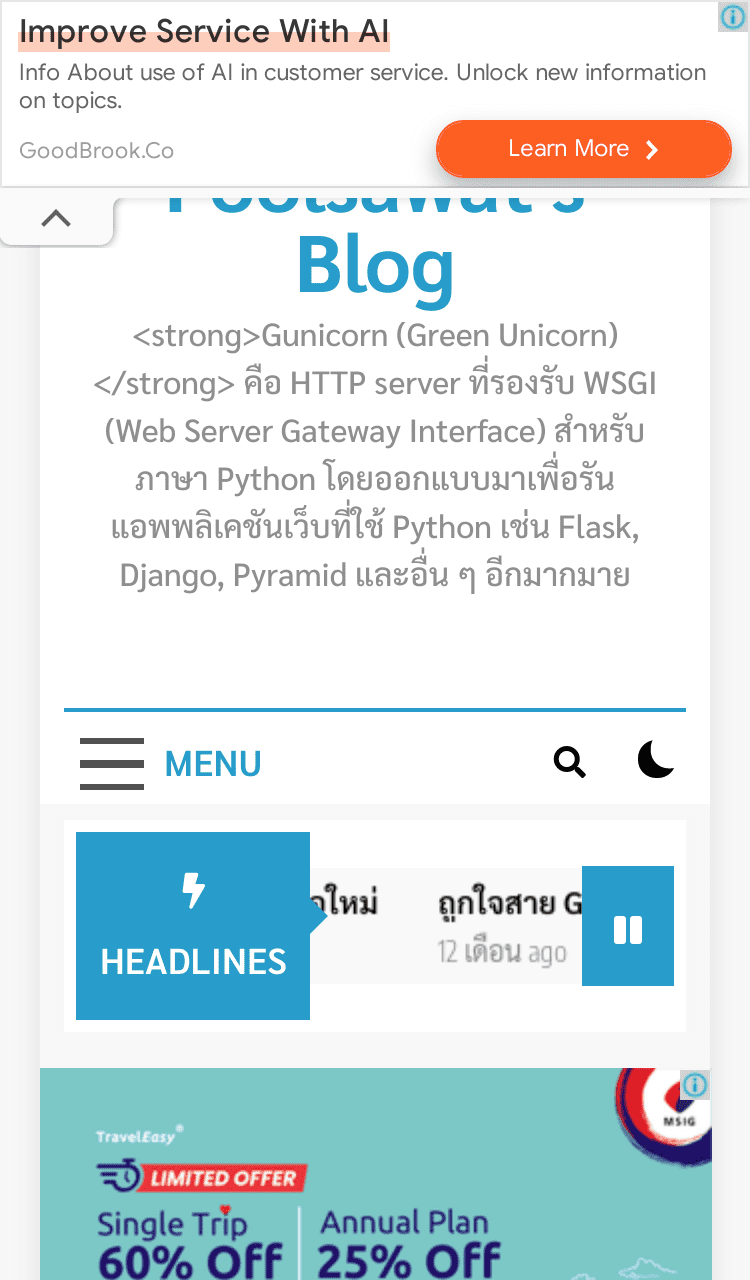 Improve Service With AI
Info About use of AI in customer service. Unlock new information
on topics.
GoodBrook.Co
Learn More
Poolsawat's
Blog
<strong>Gunicorn (Green Unicorn)
</strong> คือ HTTP server ที่รองรับ WSGI
(Web Server Gateway Interface) สำหรับ
ภาษา Python โดยออกแบบมาเพื่อรัน
แอพพลิเคชันเว็บที่ใช้ Python เช่น Flask,
Django, Pyramid และอื่น ๆ อีกมากมาย
MENU
HEADLINES
ใหม่
ถูกใจสาย G
12 เดือน ago
MSIG
TravelEasy®
LIMITED OFFER
Single Trip
60% Off
Annual Plan
25% Off